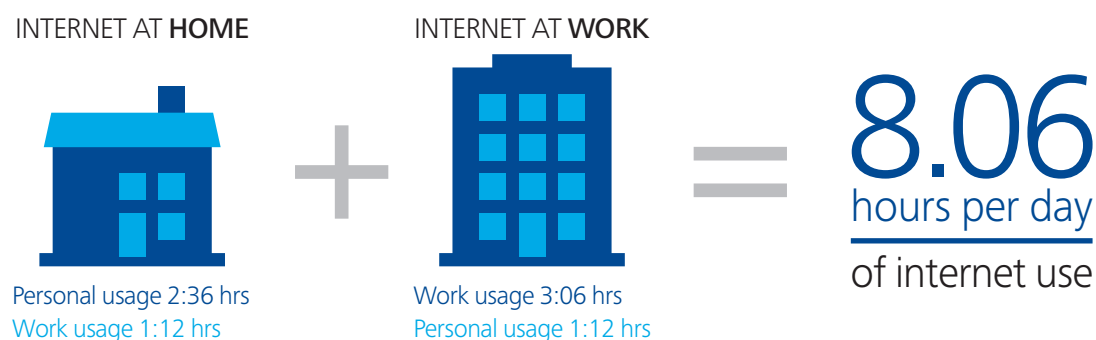 INTERNET AT HOME
Personal usage 2:36 hrs
Work usage 1:12 hrs
+
INTERNET AT WORK
Work usage 3:06 hrs
Personal usage 1:12 hrs
=
8.06
hours per day
of internet use